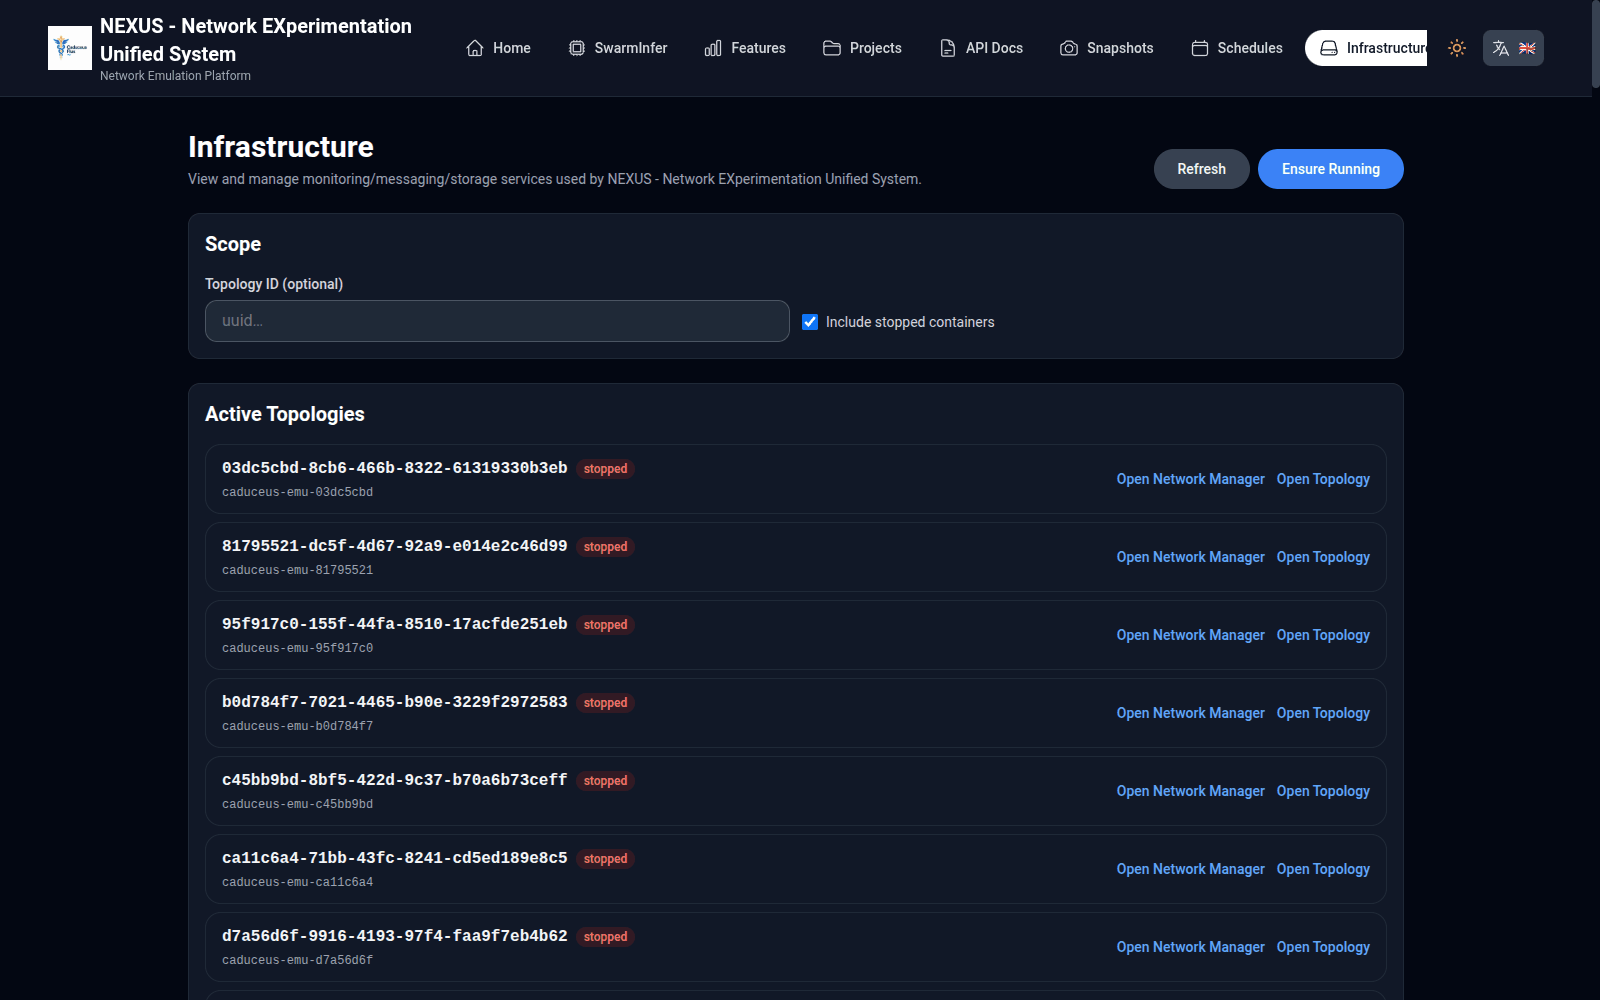 NEXUS - Network EXperimentation
Unified System
Network Emulation Platform
Home
SwarmInfer
Features
Projects
API Docs
Snapshots
Schedules
Infrastructure
Infrastructure
View and manage monitoring/messaging/storage services used by NEXUS - Network EXperimentation Unified System.
Refresh
Ensure Running
Scope
Topology ID (optional)
uuid...
Include stopped containers
Active Topologies
03dc5cbd-8cb6-466b-8322-61319330b3eb stopped
caduceus-emu-03dc5cbd
Open Network Manager Open Topology
81795521-dc5f-4d67-92a9-e014e2c46d99 stopped
caduceus-emu-81795521
Open Network Manager Open Topology
95f917c0-155f-44fa-8510-17acfde251eb stopped
caduceus-emu-95f917c0
Open Network Manager Open Topology
b0d784f7-7021-4465-b90e-3229f2972583 stopped
caduceus-emu-b0d784f7
Open Network Manager Open Topology
c45bb9bd-8bf5-422d-9c37-b70a6b73ceff stopped
caduceus-emu-c45bb9bd
Open Network Manager Open Topology
ca11c6a4-71bb-43fc-8241-cd5ed189e8c5 stopped
caduceus-emu-ca11c6a4
Open Network Manager Open Topology
d7a56d6f-9916-4193-97f4-faa9f7eb4b62 stopped
caduceus-emu-d7a56d6f
Open Network Manager Open Topology